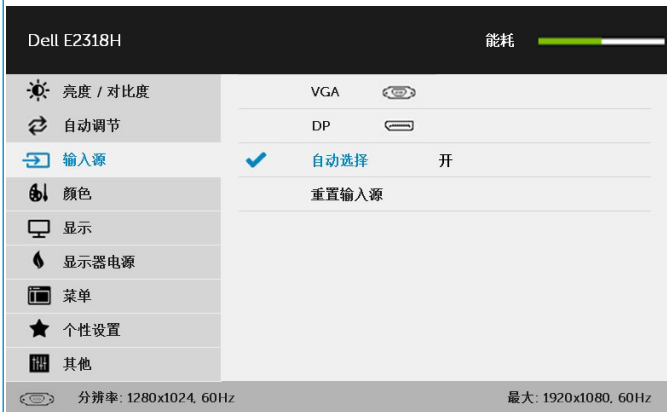 Dell E2318H 能耗
亮度 / 对比度 VGA
自动调节 DP
输入源 自动选择 开
颜色 重置输入源
显示
显示器电源
菜单
个性设置
其他
分辨率: 1280x1024, 60Hz 最大: 1920x1080, 60Hz